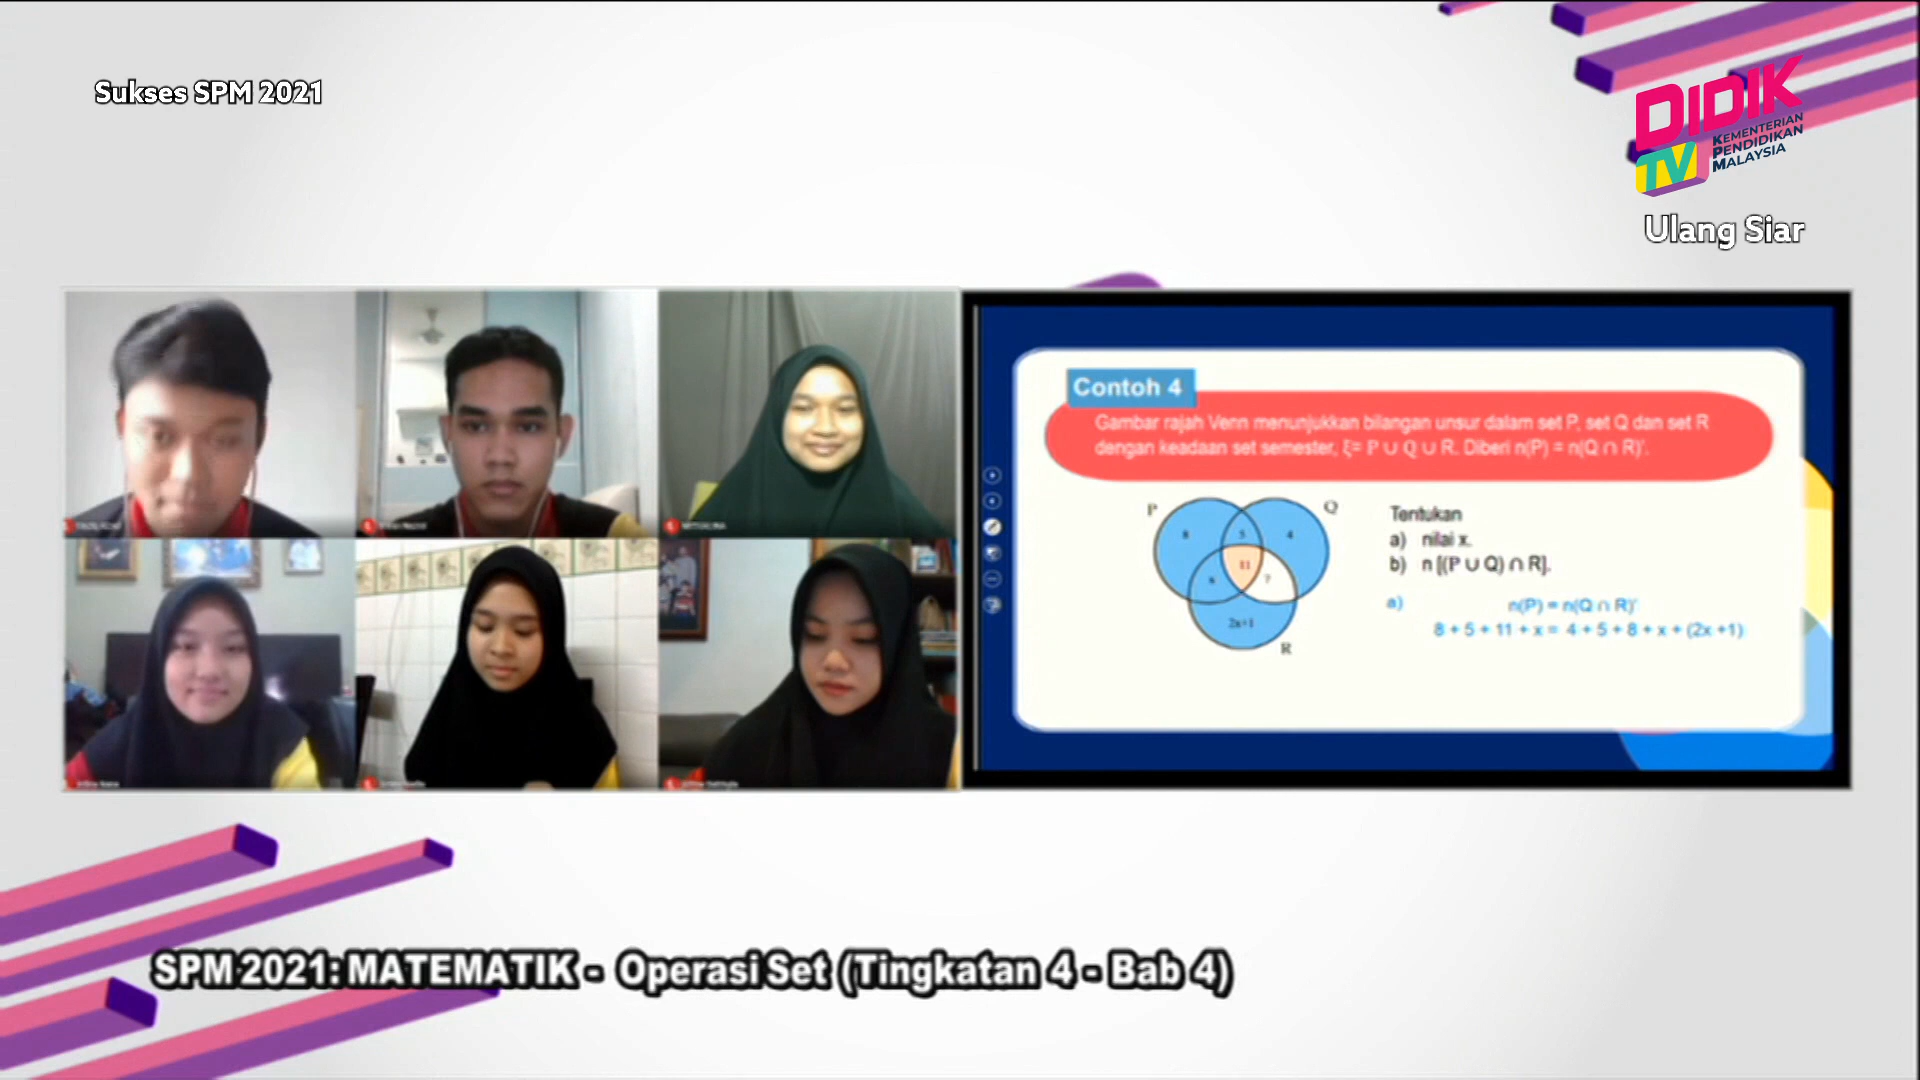 Sukses SPM 2021
DIDIK
TV
KEMENTERIAN
PENDIDIKAN
MALAYSIA
Ulang Siar
Contoh 4
Gambar rajah Venn menunjukkan bilangan unsur dalam set P, set Q dan set R
dengan keadaan set semester, ξ= P ∪ Q ∪ R. Diberi n(P) = n(Q ∩ R)'.
P
Q
8
5
4
11
7
2x+1
R
Tentukan
a) nilai x.
b) n [(P ∪ Q) ∩ R].
a) n(P) = n(Q ∩ R)'
8 + 5 + 11 + x = 4 + 5 + 8 + x + (2x +1)
SPM 2021: MATEMATIK - Operasi Set (Tingkatan 4 - Bab 4)